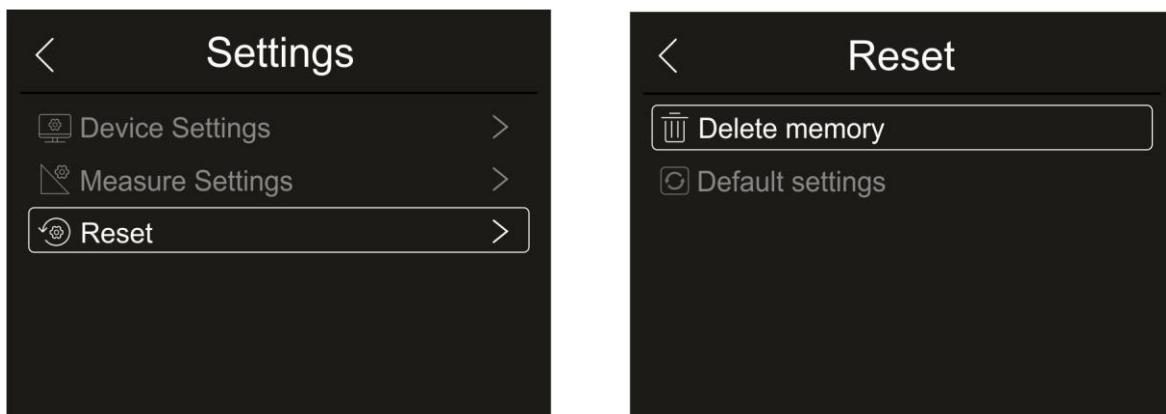 Settings
Device Settings
Measure Settings
Reset
Reset
Delete memory
Default settings